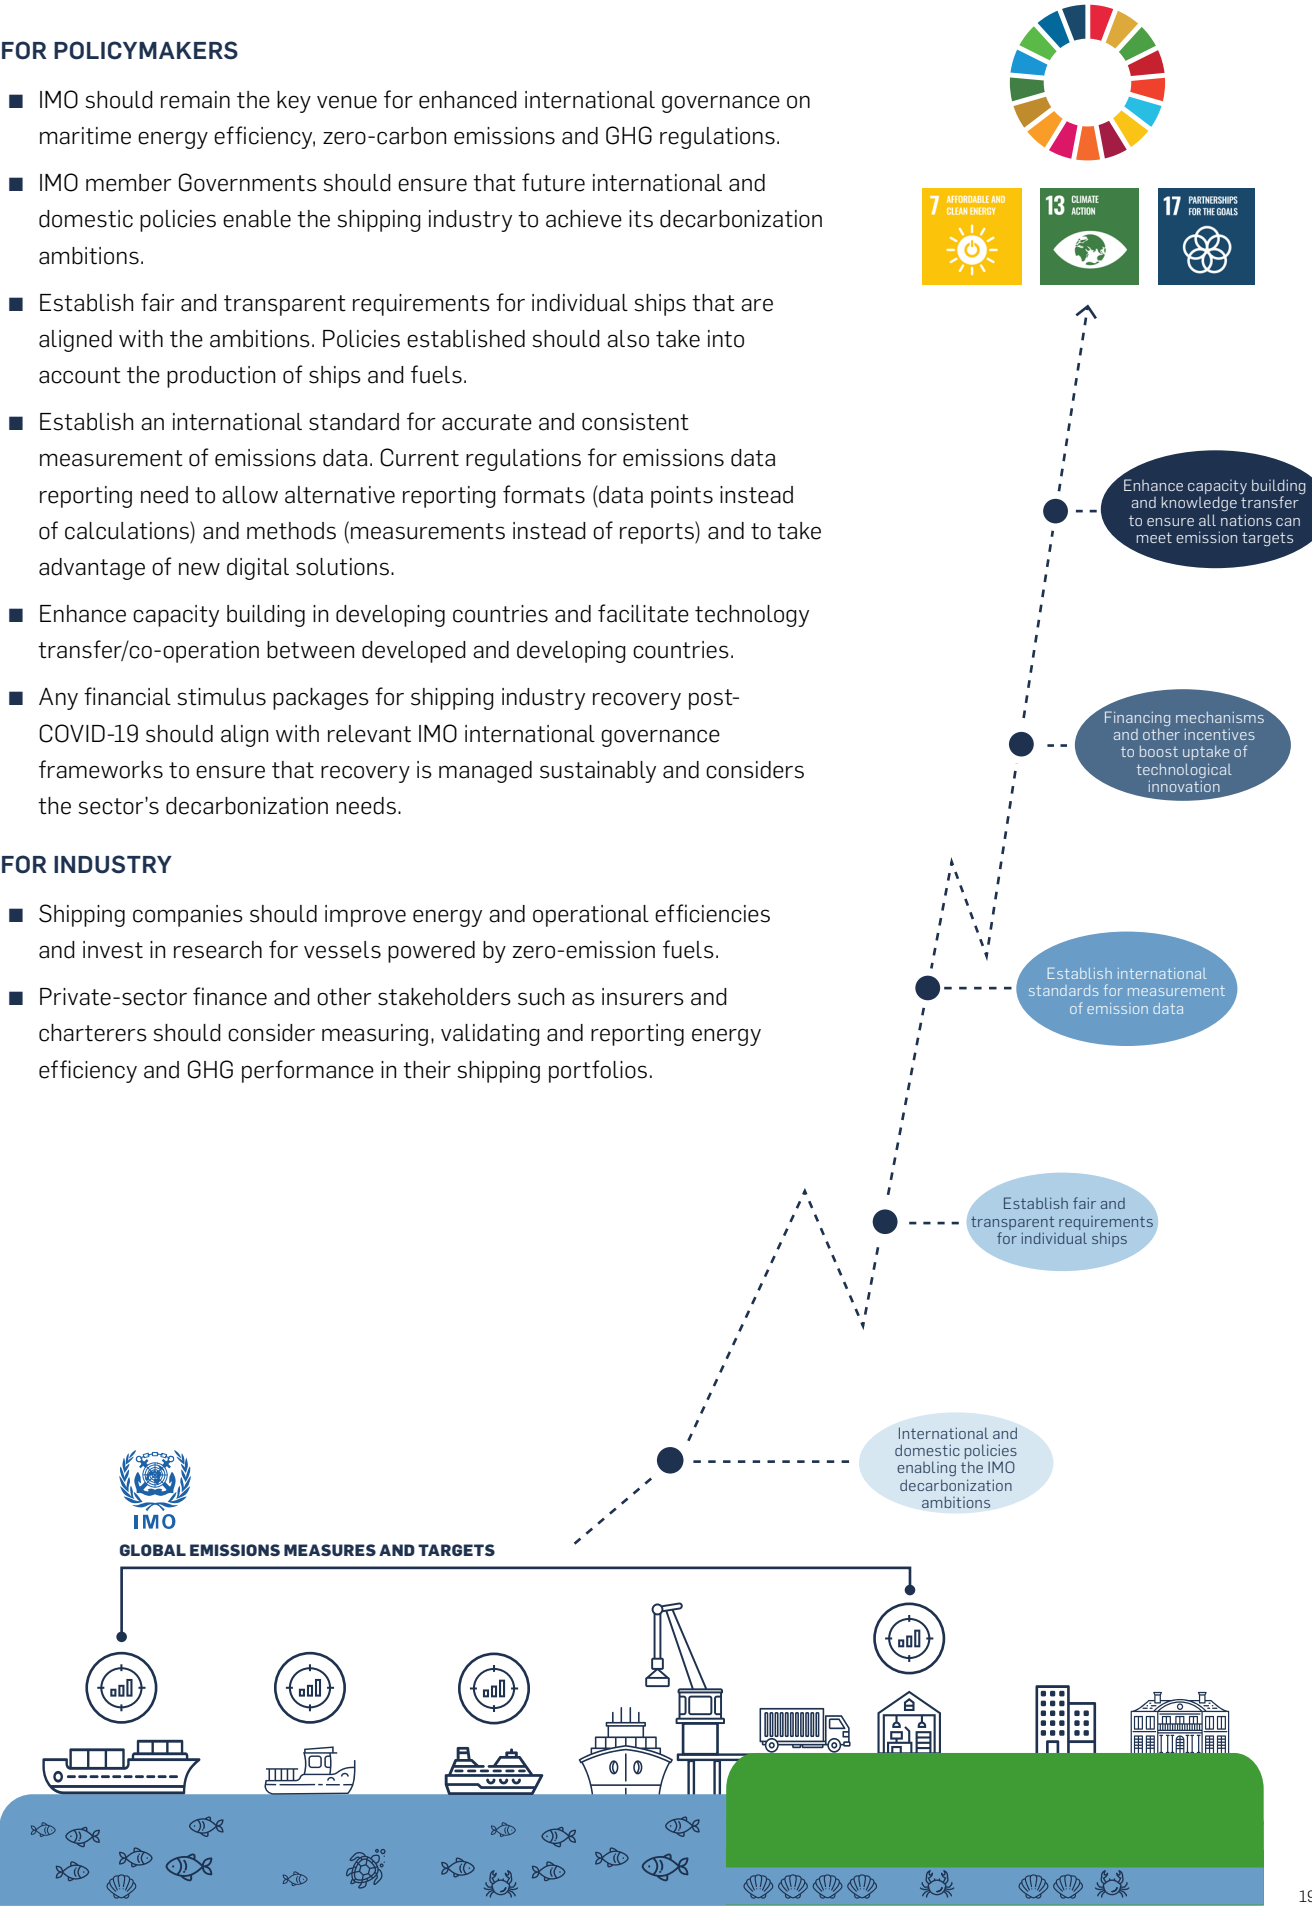 FOR POLICYMAKERS
■ IMO should remain the key venue for enhanced international governance on
maritime energy efficiency, zero-carbon emissions and GHG regulations.
■ IMO member Governments should ensure that future international and
domestic policies enable the shipping industry to achieve its decarbonization
ambitions.
■ Establish fair and transparent requirements for individual ships that are
aligned with the ambitions. Policies established should also take into
account the production of ships and fuels.
■ Establish an international standard for accurate and consistent
measurement of emissions data. Current regulations for emissions data
reporting need to allow alternative reporting formats (data points instead
of calculations) and methods (measurements instead of reports) and to take
advantage of new digital solutions.
■ Enhance capacity building in developing countries and facilitate technology
transfer/co-operation between developed and developing countries.
■ Any financial stimulus packages for shipping industry recovery post-
COVID-19 should align with relevant IMO international governance
frameworks to ensure that recovery is managed sustainably and considers
the sector's decarbonization needs.
FOR INDUSTRY
■ Shipping companies should improve energy and operational efficiencies
and invest in research for vessels powered by zero-emission fuels.
■ Private-sector finance and other stakeholders such as insurers and
charterers should consider measuring, validating and reporting energy
efficiency and GHG performance in their shipping portfolios.
7 AFFORDABLE AND
CLEAN ENERGY
13 CLIMATE
ACTION
17 PARTNERSHIPS
FOR THE GOALS
Enhance capacity building
and knowledge transfer
to ensure all nations can
meet emission targets
Financing mechanisms
and other incentives
to boost uptake of
technological
innovation
Establish international
standards for measurement
of emission data
Establish fair and
transparent requirements
for individual ships
International and
domestic policies
enabling the IMO
decarbonization
ambitions
IMO
GLOBAL EMISSIONS MEASURES AND TARGETS
19